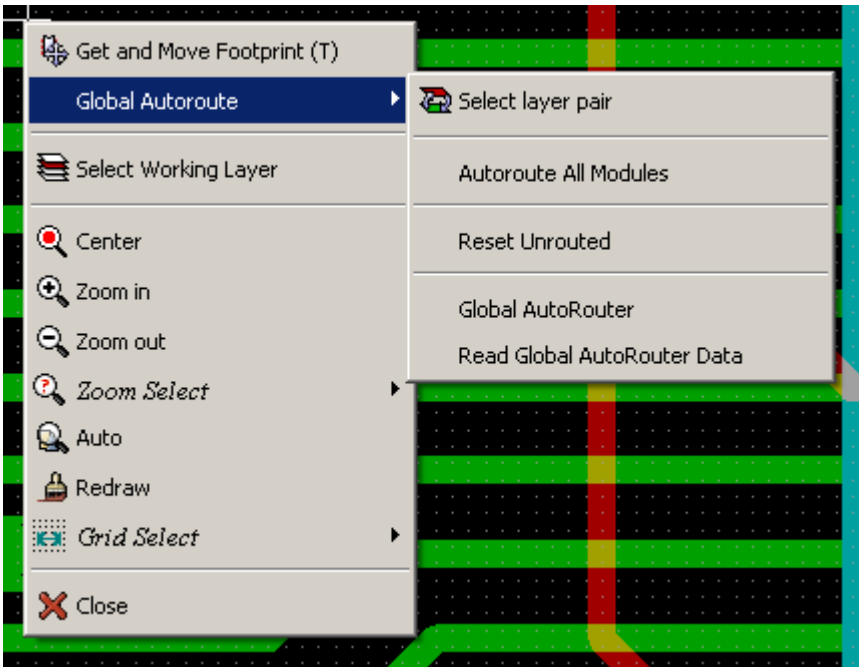 Get and Move Footprint (T)
Global Autoroute
Select Working Layer
Center
Zoom in
Zoom out
Zoom Select
Auto
Redraw
Grid Select
Close
Select layer pair
Autoroute All Modules
Reset Unrouted
Global AutoRouter
Read Global AutoRouter Data